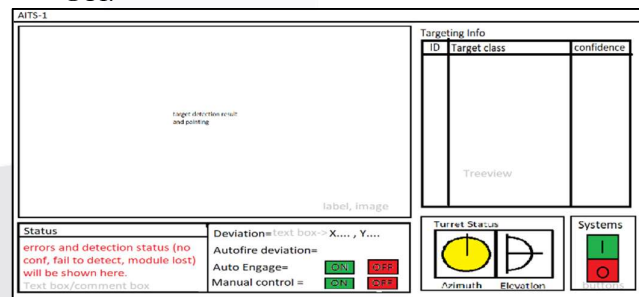 AITS-1
target detection result
and pointing
label, Image
Targeting Info
ID Target class confidence
Treeview
Status
errors and detection status (no
conf, fail to detect, module lost)
will be shown here.
Text box/comment box
Deviation=text box-> X.... , Y....
Autofire deviation=
Auto Engage= ON OFF
Manual control = ON OFF
Turret Status
Azimuth Elevation
Systems
I
O
buttons